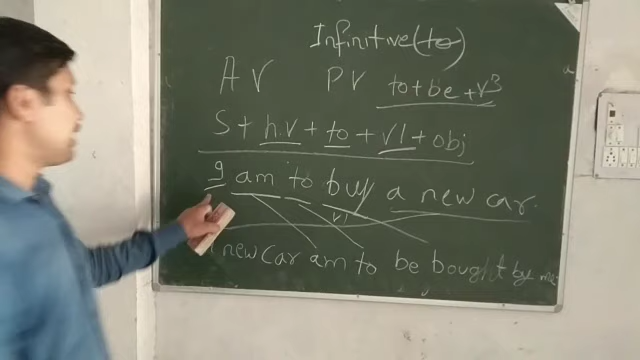 Infinitive (to)
AV PV to+be+V3
S + h.v + to + v1 + obj
I am to buy a new car.
v1
new car am to be bought by me